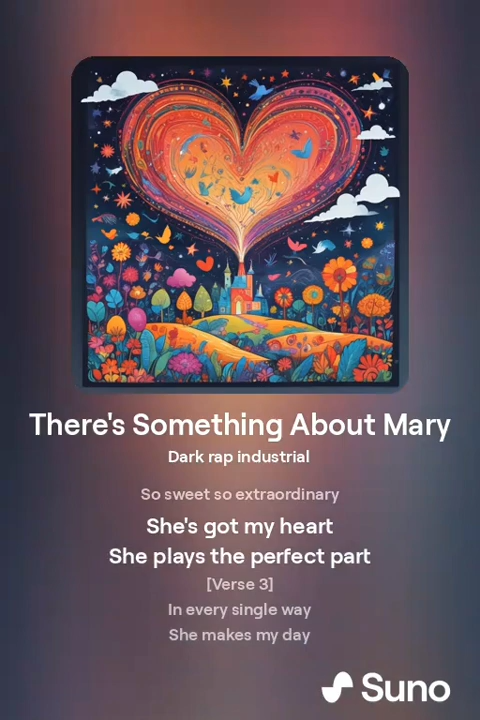 There's Something About Mary
Dark rap industrial
So sweet so extraordinary
She's got my heart
She plays the perfect part
[Verse 3]
In every single way
She makes my day
Suno